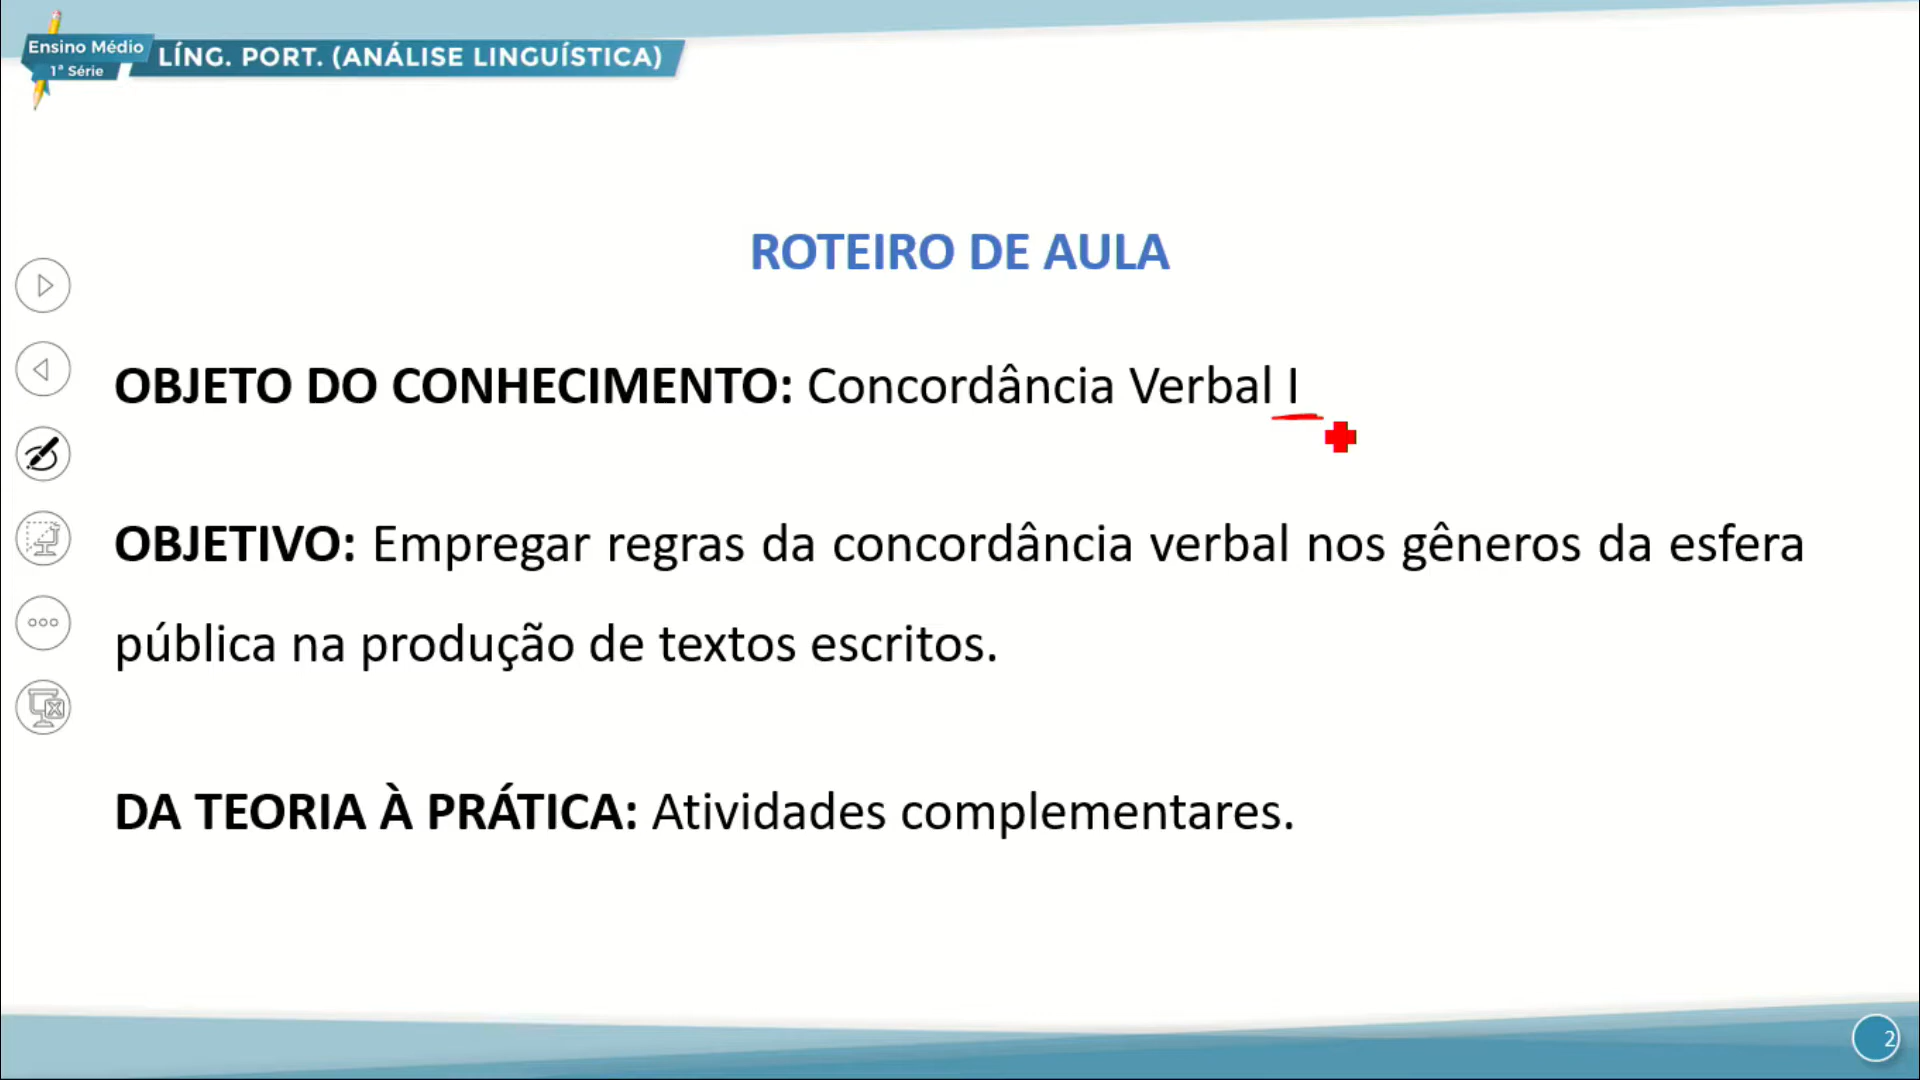 Ensino Médio
1ª Série
LÍNG. PORT. (ANÁLISE LINGUÍSTICA)
ROTEIRO DE AULA
OBJETO DO CONHECIMENTO: Concordância Verbal I
OBJETIVO: Empregar regras da concordância verbal nos gêneros da esfera
pública na produção de textos escritos.
DA TEORIA À PRÁTICA: Atividades complementares.
2